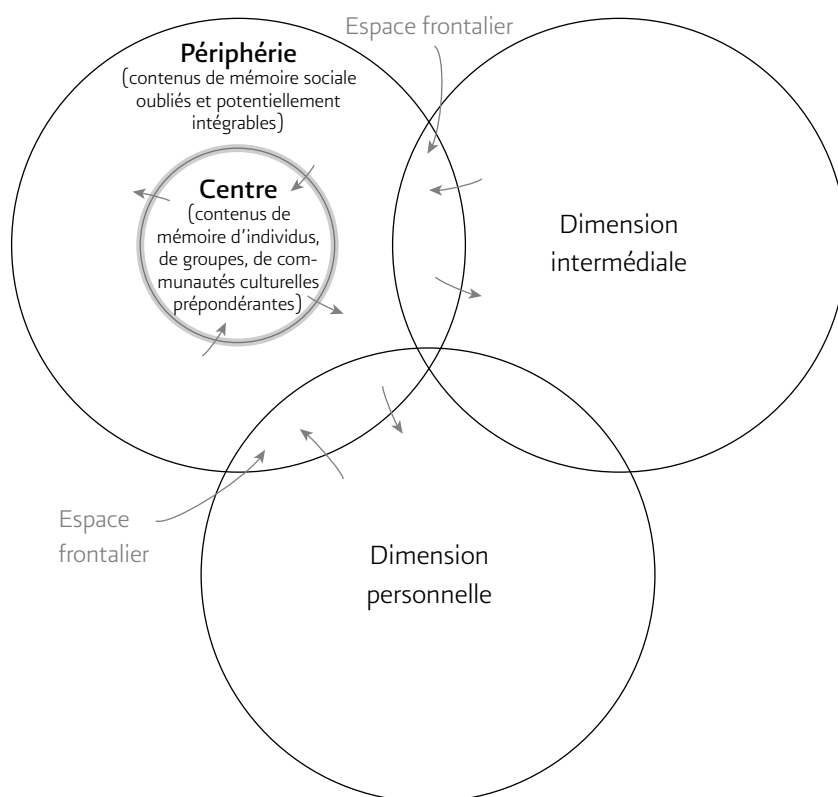 Espace frontalier
Périphérie
(contenus de mémoire sociale
oubliés et potentiellement
intégrables)
Centre
(contenus de
mémoire d'individus,
de groupes, de com-
munautés culturelles
prépondérantes)
Dimension
intermédiale
Espace
frontalier
Dimension
personnelle